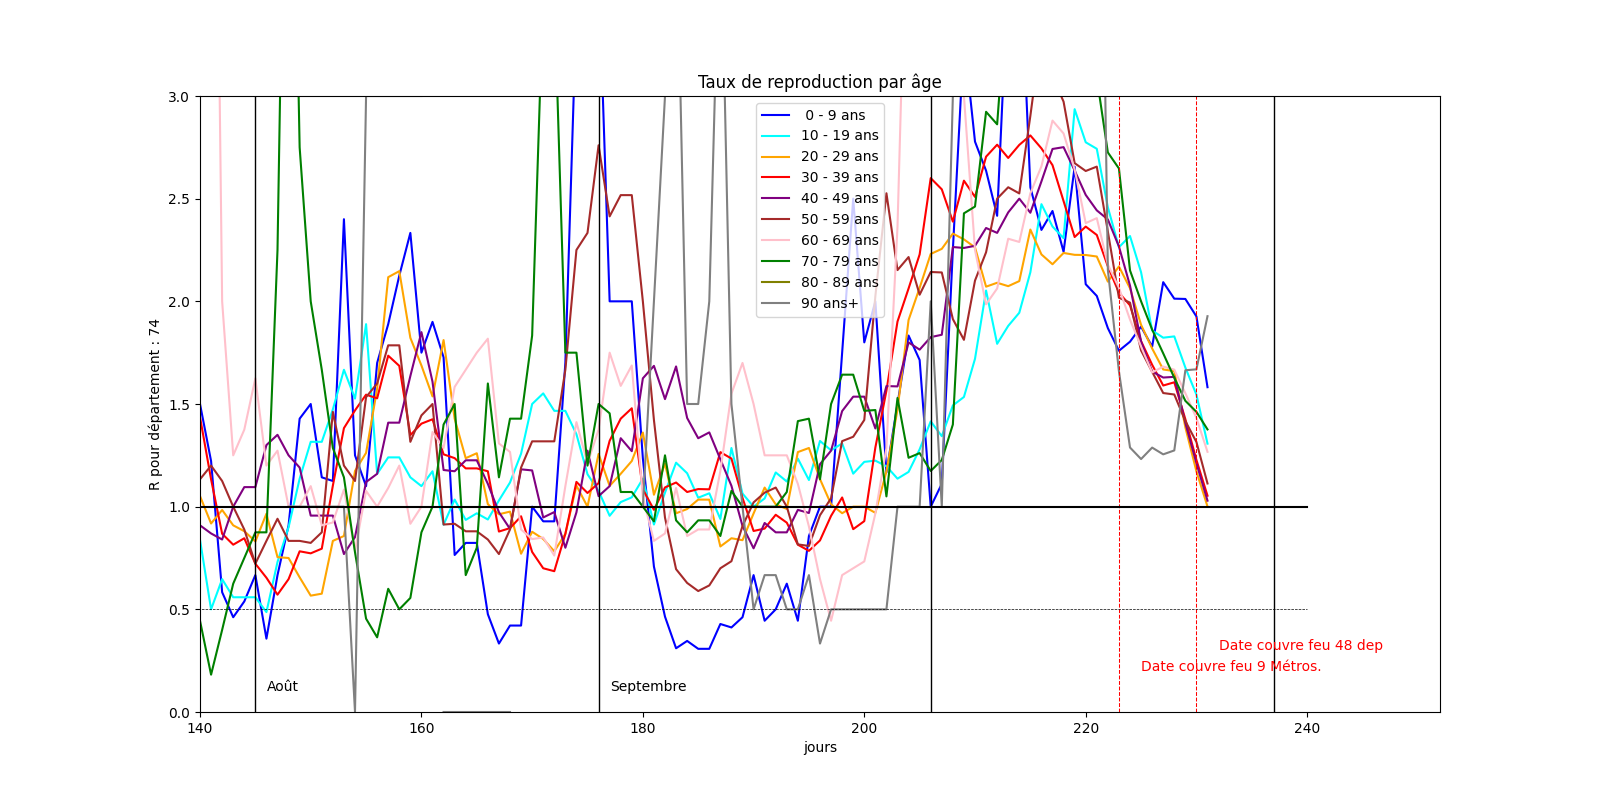 Taux de reproduction par âge
3.0
2.5
2.0
1.5
1.0
0.5
0.0
R pour département : 74
0 - 9 ans
10 - 19 ans
20 - 29 ans
30 - 39 ans
40 - 49 ans
50 - 59 ans
60 - 69 ans
70 - 79 ans
80 - 89 ans
90 ans+
Date couvre feu 48 dep
Date couvre feu 9 Métros.
Août
Septembre
140
160
180
200
220
240
jours